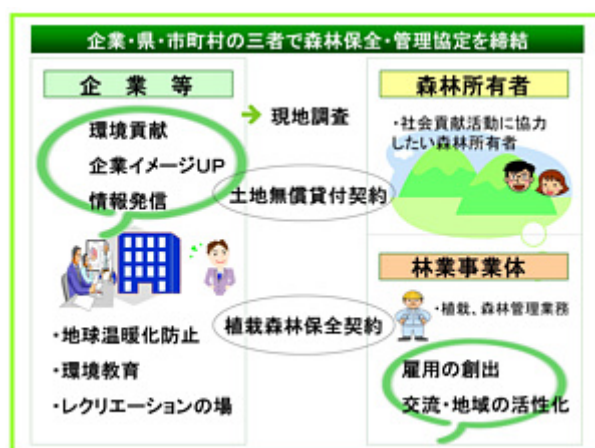 企業・県・市町村の三者で森林保全・管理協定を締結
企業等
環境貢献
企業イメージUP
情報発信
・地球温暖化防止
・環境教育
・レクリエーションの場
→ 現地調査
土地無償貸付契約
植栽森林保全契約
森林所有者
・社会貢献活動に協力
したい森林所有者
林業事業体
・植栽、森林管理業務
雇用の創出
交流・地域の活性化